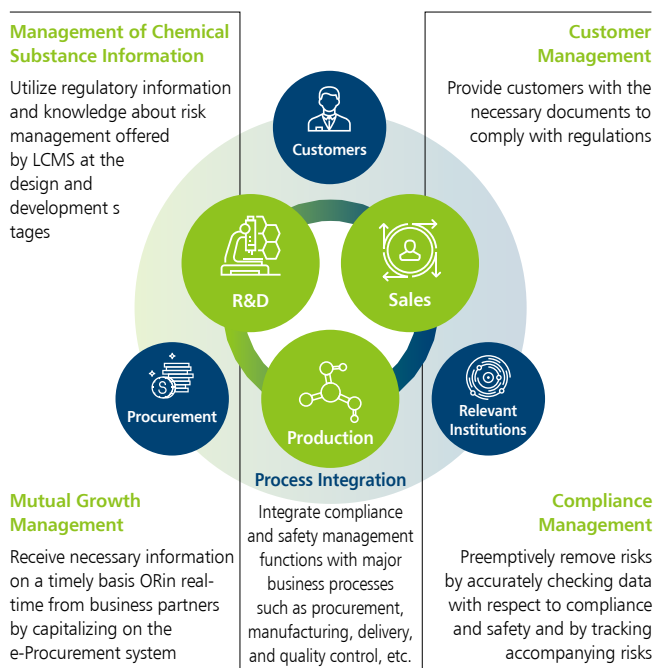 Management of Chemical
Substance Information
Utilize regulatory information
and knowledge about risk
management offered
by LCMS at the
design and
development s
tages
Customer
Management
Provide customers with the
necessary documents to
comply with regulations
Customers
R&D
Sales
Procurement
Production
Relevant
Institutions
Mutual Growth
Management
Receive necessary information
on a timely basis ORin real-
time from business partners
by capitalizing on the
e-Procurement system
Process Integration
Integrate compliance
and safety management
functions with major
business processes
such as procurement,
manufacturing, delivery,
and quality control, etc.
Compliance
Management
Preemptively remove risks
by accurately checking data
with respect to compliance
and safety and by tracking
accompanying risks